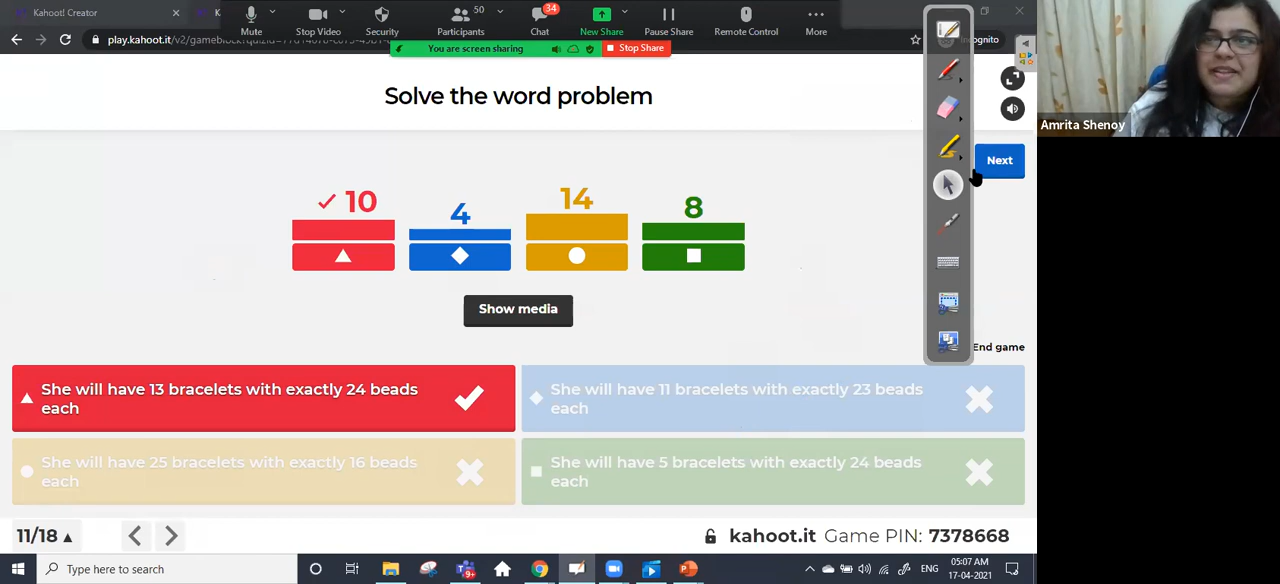 Kahoot! Creator
K
50
34
Mute
Stop Video
Security
Participants
Chat
New Share
Pause Share
Remote Control
More
play.kahoot.it/v2/gameblock
You are screen sharing
Stop Share
Incognito
Solve the word problem
Amrita Shenoy
Next
10
4
14
8
Show media
End game
She will have 13 bracelets with exactly 24 beads
each
She will have 11 bracelets with exactly 23 beads
each
She will have 25 bracelets with exactly 16 beads
each
She will have 5 bracelets with exactly 24 beads
each
11/18
kahoot.it Game PIN: 7378668
Type here to search
9+
ENG
05:07 AM
17-04-2021